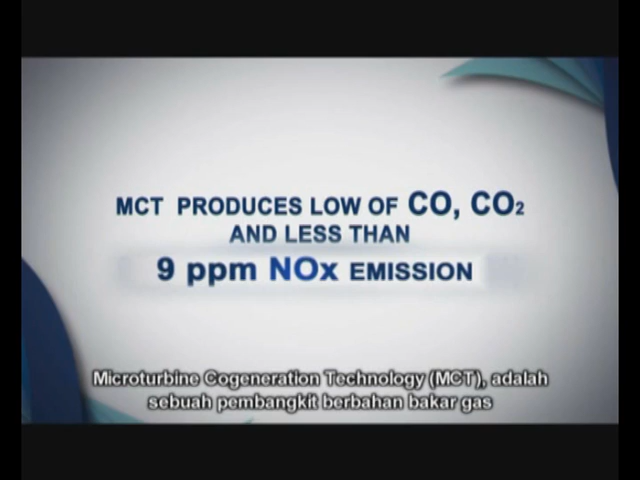 MCT PRODUCES LOW OF CO, CO₂
AND LESS THAN
9 ppm NOx EMISSION
Microturbine Cogeneration Technology (MCT), adalah
sebuah pembangkit berbahan bakar gas